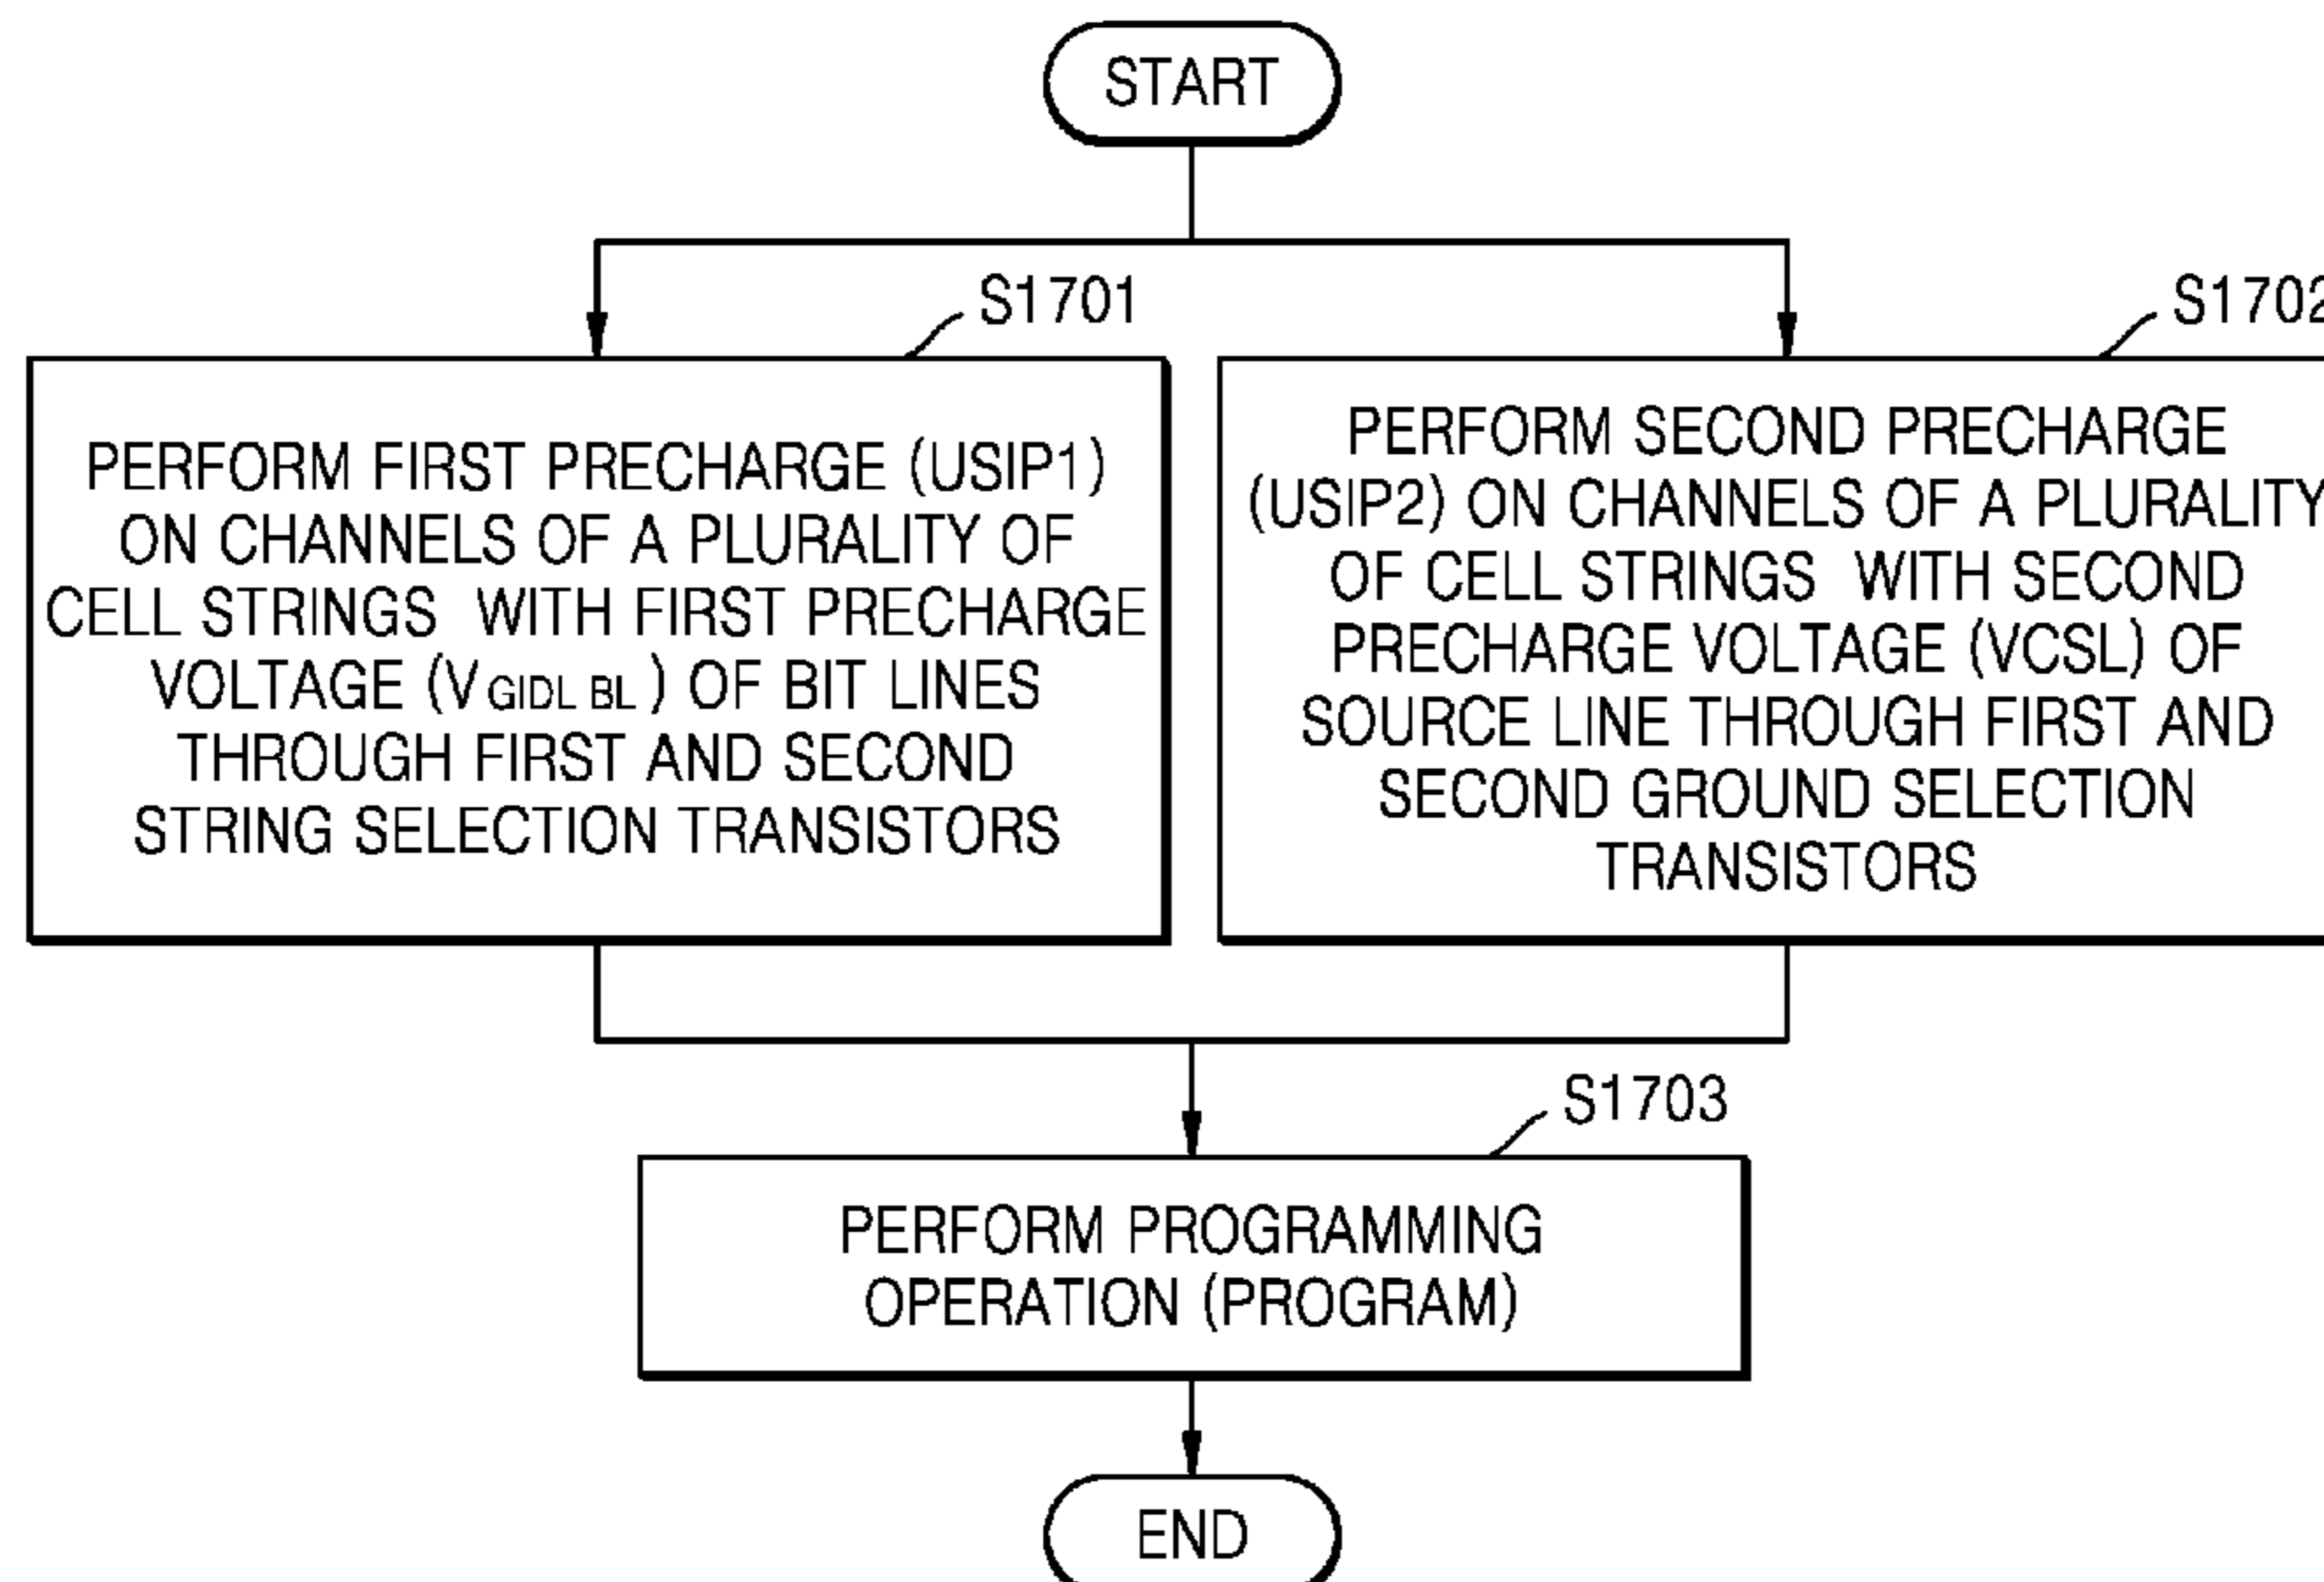 START
S1701
PERFORM FIRST PRECHARGE (USIP1)
ON CHANNELS OF A PLURALITY OF
CELL STRINGS WITH FIRST PRECHARGE
VOLTAGE (VGIDL BL) OF BIT LINES
THROUGH FIRST AND SECOND
STRING SELECTION TRANSISTORS
S1702
PERFORM SECOND PRECHARGE
(USIP2) ON CHANNELS OF A PLURALITY
OF CELL STRINGS WITH SECOND
PRECHARGE VOLTAGE (VCSL) OF
SOURCE LINE THROUGH FIRST AND
SECOND GROUND SELECTION
TRANSISTORS
S1703
PERFORM PROGRAMMING
OPERATION (PROGRAM)
END